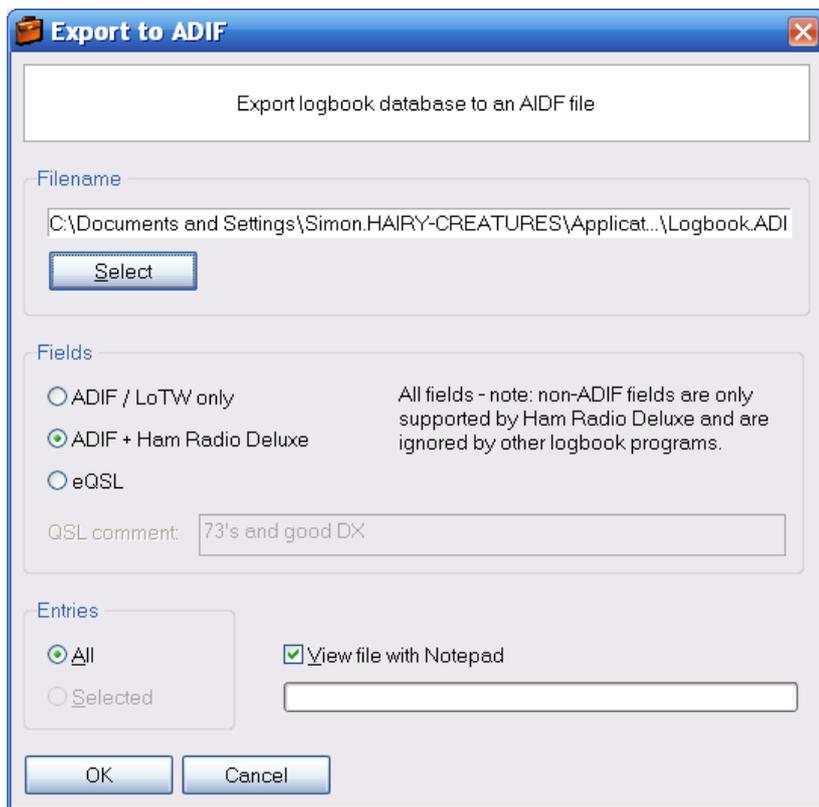 Export to ADIF
Export logbook database to an AIDF file
Filename
C:\Documents and Settings\Simon.HAIRY-CREATURES\Applicat...\Logbook.ADI
Select
Fields
ADIF / LoTW only
ADIF + Ham Radio Deluxe
eQSL
All fields - note: non-ADIF fields are only
supported by Ham Radio Deluxe and are
ignored by other logbook programs.
QSL comment: 73's and good DX
Entries
All
Selected
View file with Notepad
OK Cancel